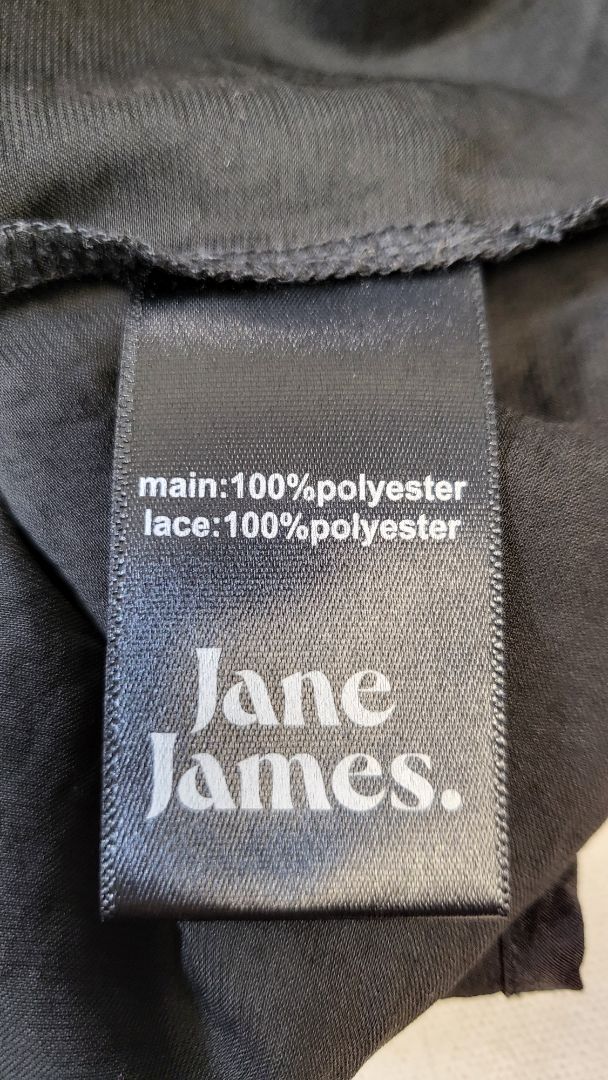 main:100%polyester
lace:100%polyester
Jane
James.